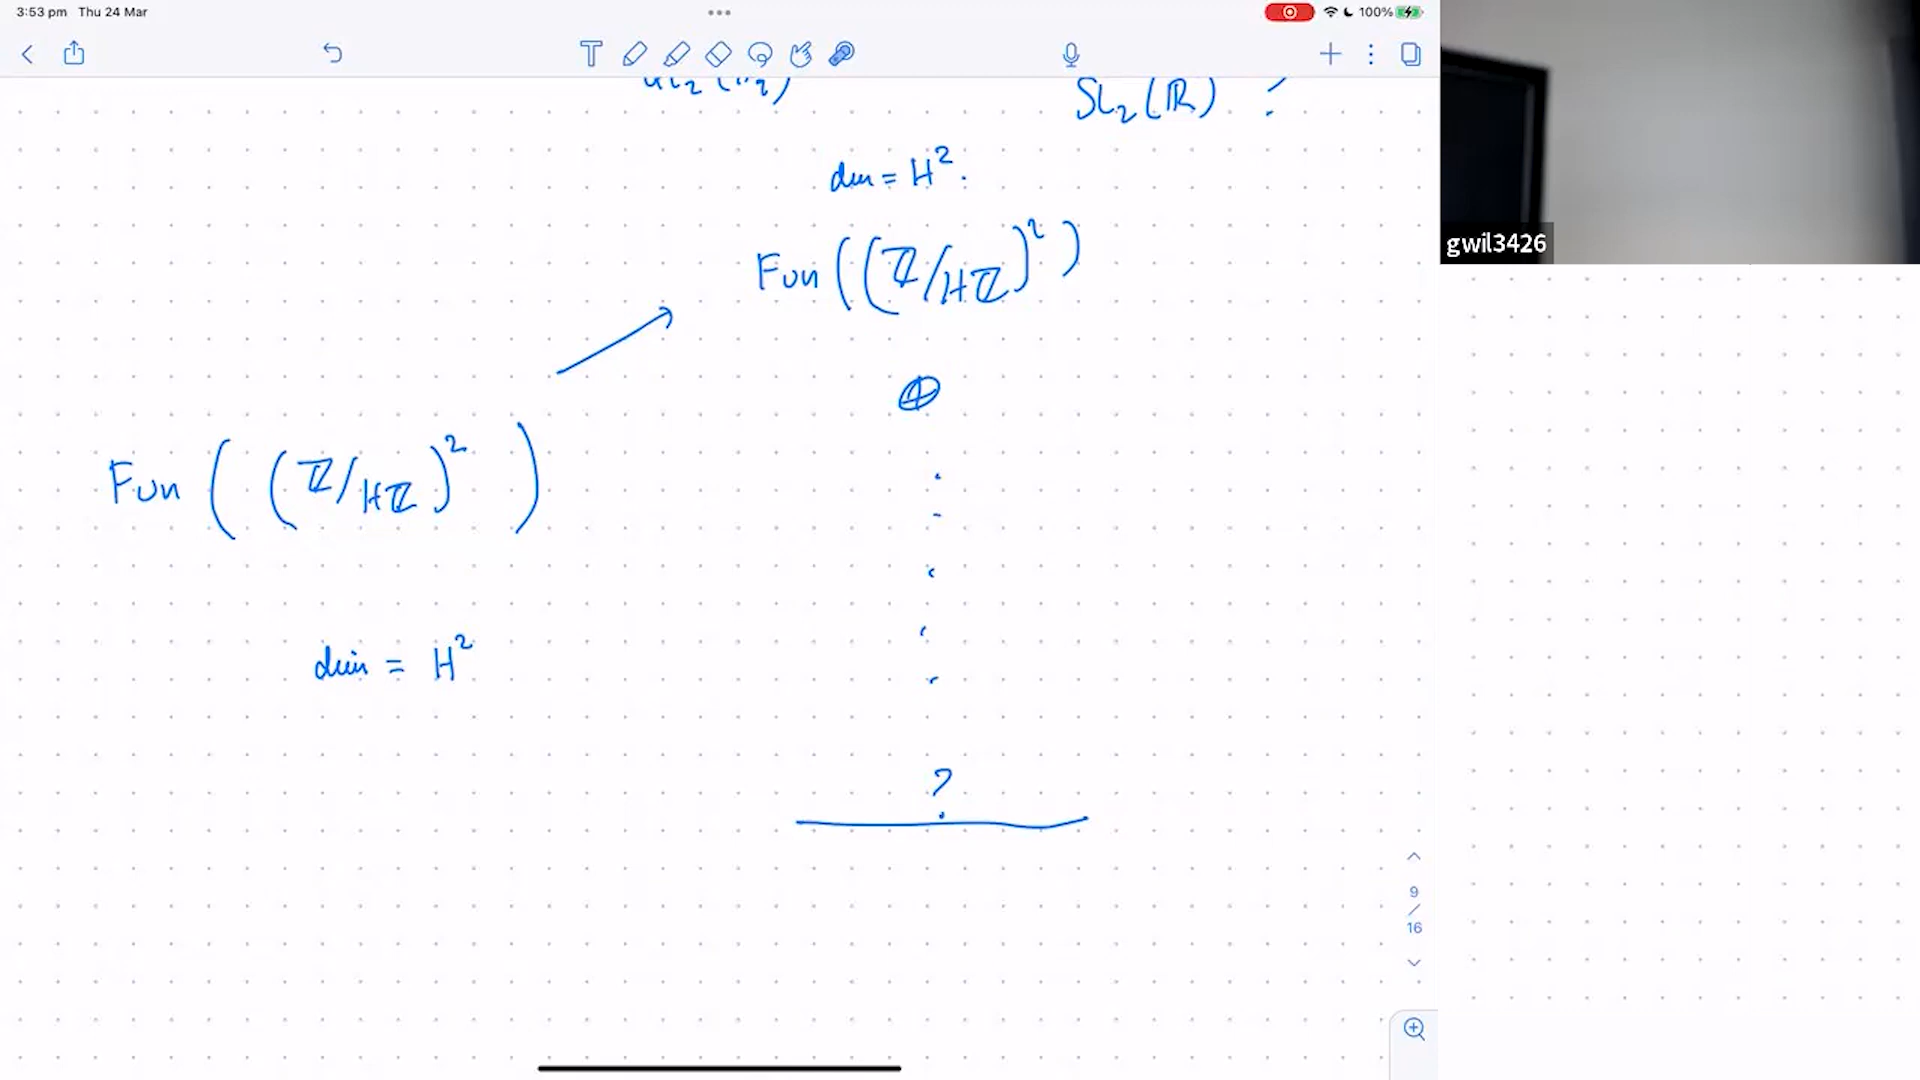 3:53 pm Thu 24 Mar
100%
SL₂(ℝ) ?
dim = H².
Fun((ℤ/Hℤ)²)
⊕
Fun((ℤ/Hℤ)²)
dim = H²
?
9
/
16
gwil3426